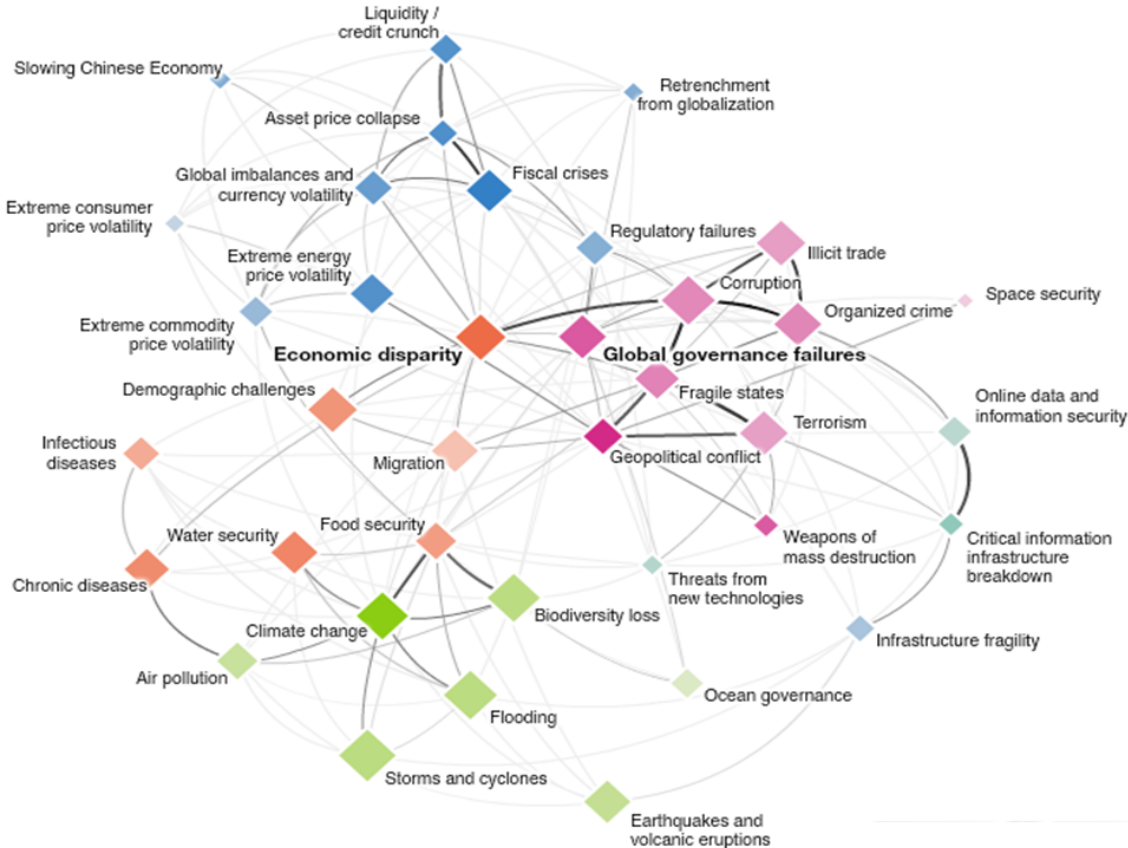 Liquidity /
credit crunch
Slowing Chinese Economy
Retrenchment
from globalization
Asset price collapse
Fiscal crises
Global imbalances and
currency volatility
Extreme consumer
price volatility
Regulatory failures
Illicit trade
Extreme energy
price volatility
Corruption
Space security
Organized crime
Extreme commodity
price volatility
Economic disparity
Global governance failures
Demographic challenges
Fragile states
Online data and
information security
Terrorism
Infectious
diseases
Migration
Geopolitical conflict
Food security
Water security
Weapons of
mass destruction
Critical information
infrastructure
breakdown
Chronic diseases
Threats from
new technologies
Biodiversity loss
Climate change
Infrastructure fragility
Air pollution
Ocean governance
Flooding
Storms and cyclones
Earthquakes and
volcanic eruptions